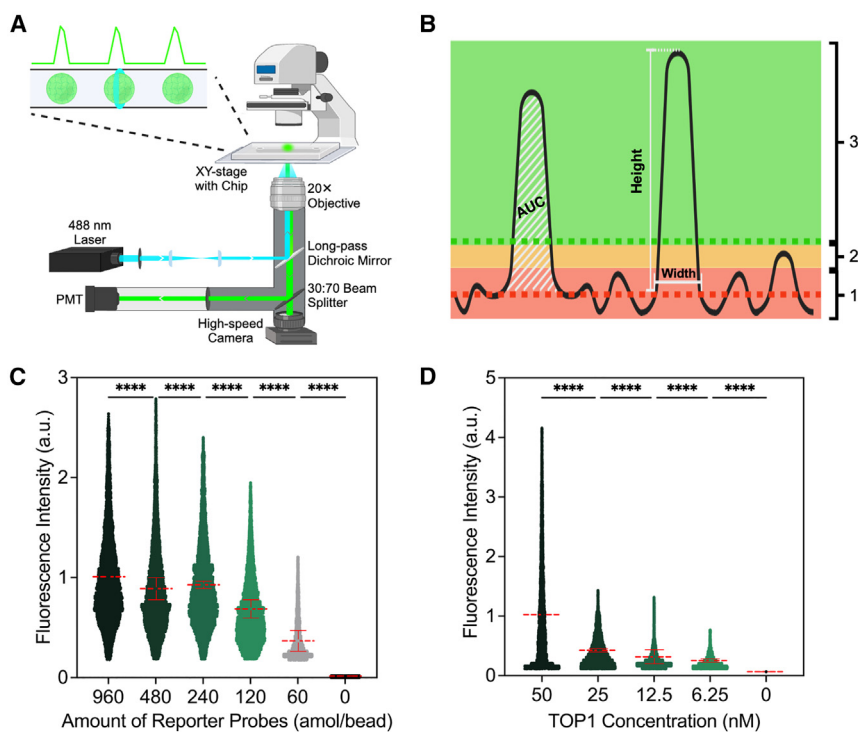 A
XY-stage
with Chip
20×
Objective
488 nm
Laser
Long-pass
Dichroic Mirror
PMT
30:70 Beam
Splitter
High-speed
Camera
B
AUC
Height
Width
3
2
1
C
Fluorescence Intensity (a.u.)
3
2
1
0
**** **** **** **** ****
960 480 240 120 60 0
Amount of Reporter Probes (amol/bead)
D
Fluorescence Intensity (a.u.)
5
4
3
2
1
0
**** **** **** ****
50 25 12.5 6.25 0
TOP1 Concentration (nM)